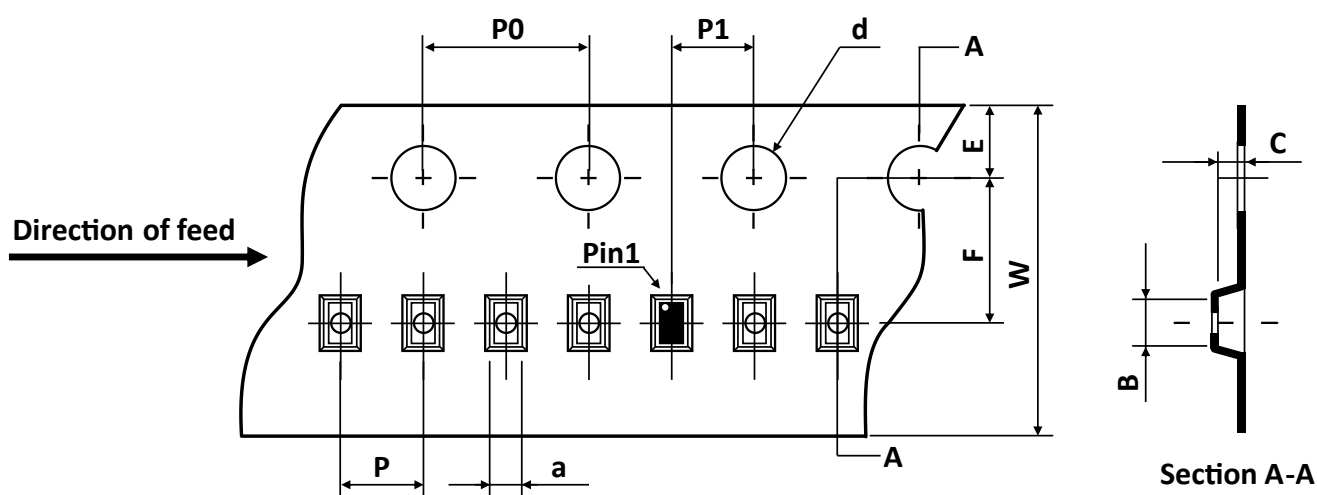 P0
P1
d
A
E
C
Direction of feed
Pin1
F
W
B
P
a
A
Section A-A